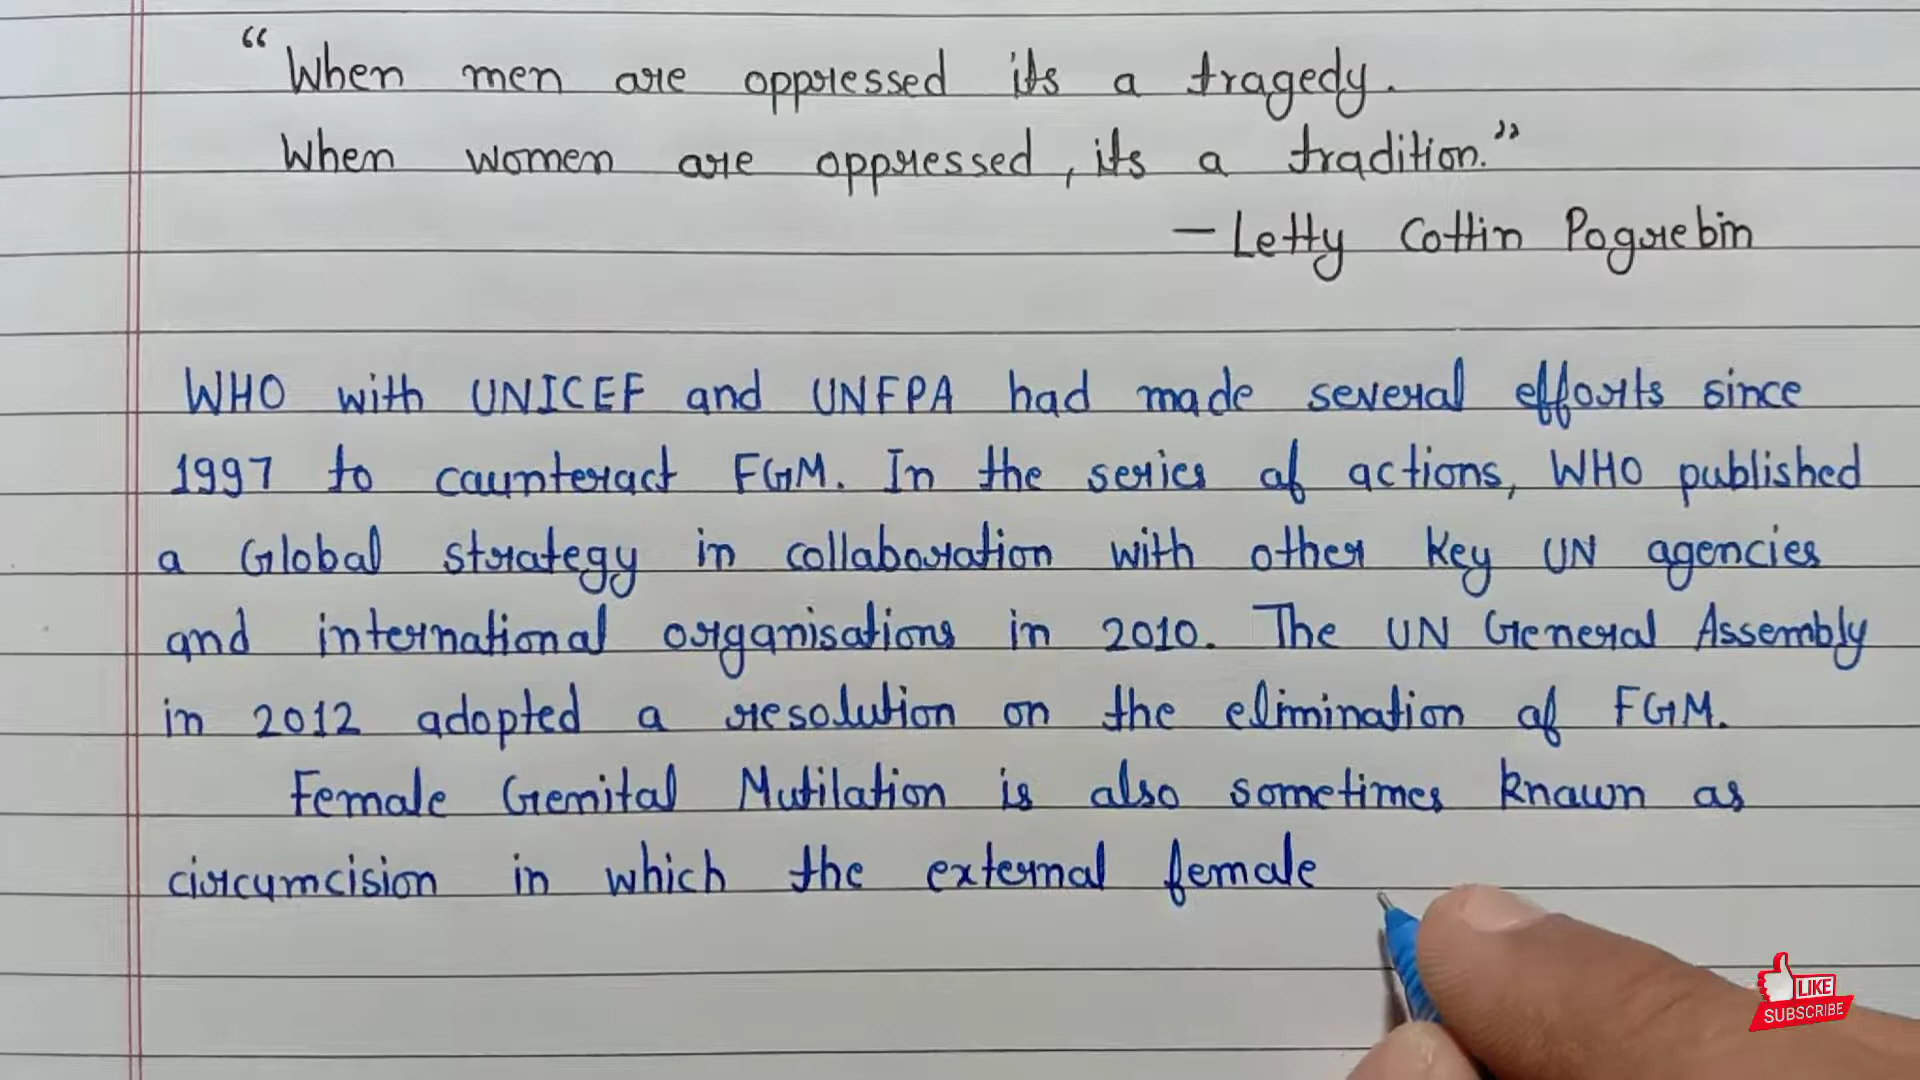 “When men are oppressed its a tragedy.
When women are oppressed, its a tradition.”
— Letty Cottin Pogrebin
WHO with UNICEF and UNFPA had made several efforts since
1997 to counteract FGM. In the series of actions, WHO published
a Global strategy in collaboration with other key UN agencies
and international organisations in 2010. The UN General Assembly
in 2012 adopted a resolution on the elimination of FGM.
Female Genital Mutilation is also sometimes known as
circumcision in which the external female
LIKE
SUBSCRIBE